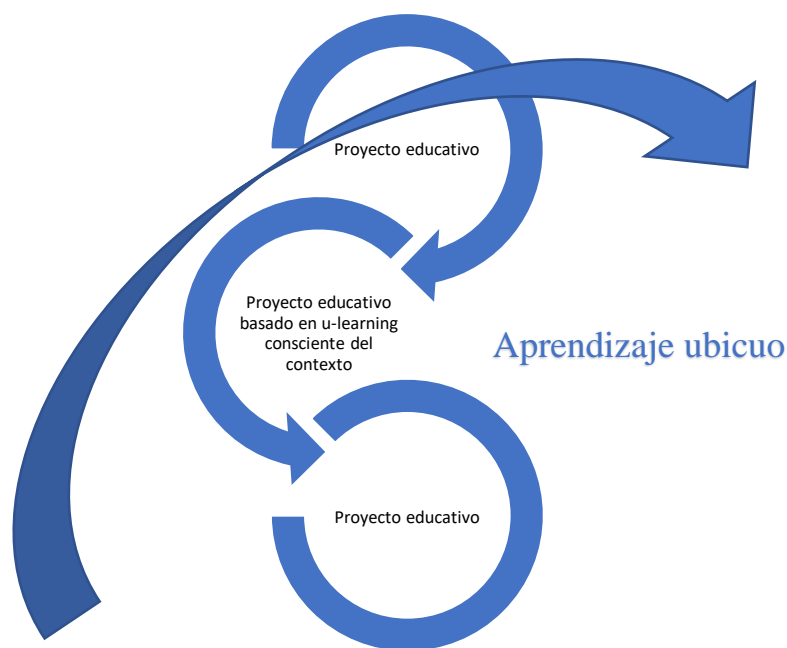 Proyecto educativo
Proyecto educativo
basado en u-learning
consciente del
contexto
Aprendizaje ubicuo
Proyecto educativo